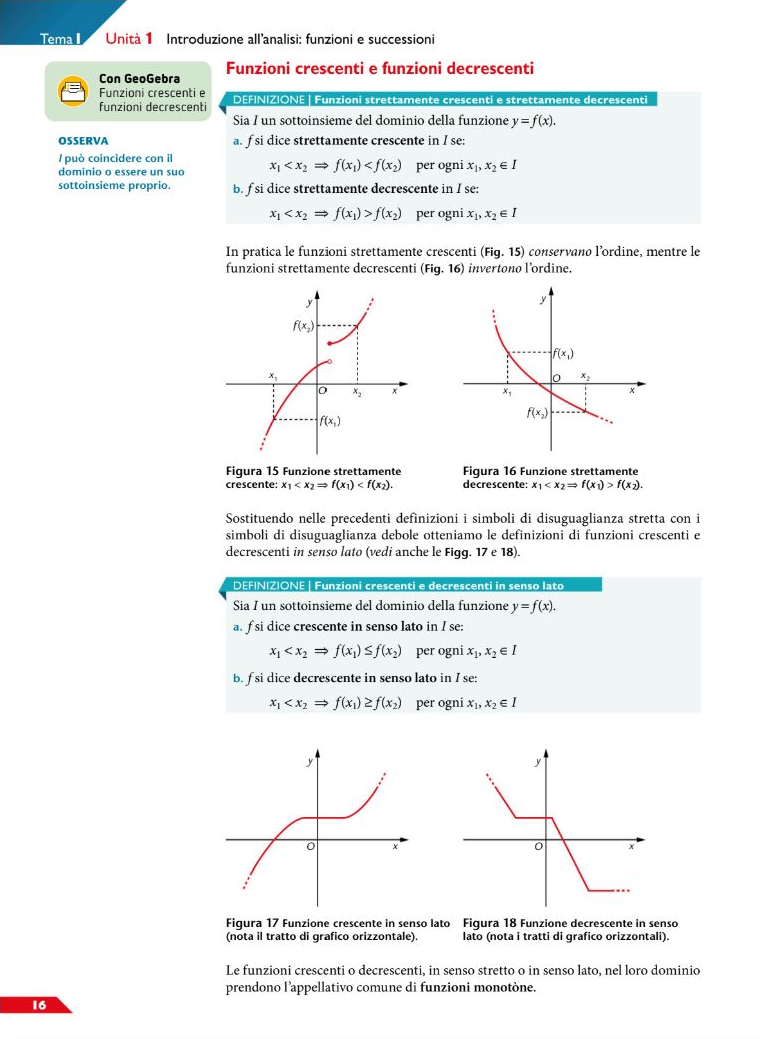 Tema 1 Unità 1 Introduzione all'analisi: funzioni e successioni
Con GeoGebra
Funzioni crescenti e
funzioni decrescenti
OSSERVA
I può coincidere con il
dominio o essere un suo
sottoinsieme proprio.
Funzioni crescenti e funzioni decrescenti
DEFINIZIONE | Funzioni strettamente crescenti e strettamente decrescenti
Sia I un sottoinsieme del dominio della funzione y = f(x).
a. f si dice strettamente crescente in I se:
x₁ < x₂ ⇒ f(x₁) < f(x₂) per ogni x₁, x₂ ∈ I
b. f si dice strettamente decrescente in I se:
x₁ < x₂ ⇒ f(x₁) > f(x₂) per ogni x₁, x₂ ∈ I
In pratica le funzioni strettamente crescenti (Fig. 15) conservano l'ordine, mentre le
funzioni strettamente decrescenti (Fig. 16) invertono l'ordine.
y
f(x₂)
x₁
O
x₂
x
f(x₁)
y
f(x₁)
O
x₂
x₁
x
f(x₂)
Figura 15 Funzione strettamente
crescente: x₁ < x₂ ⇒ f(x₁) < f(x₂).
Figura 16 Funzione strettamente
decrescente: x₁ < x₂ ⇒ f(x₁) > f(x₂).
Sostituendo nelle precedenti definizioni i simboli di disuguaglianza stretta con i
simboli di disuguaglianza debole otteniamo le definizioni di funzioni crescenti e
decrescenti in senso lato (vedi anche le Figg. 17 e 18).
DEFINIZIONE | Funzioni crescenti e decrescenti in senso lato
Sia I un sottoinsieme del dominio della funzione y = f(x).
a. f si dice crescente in senso lato in I se:
x₁ < x₂ ⇒ f(x₁) ≤ f(x₂) per ogni x₁, x₂ ∈ I
b. f si dice decrescente in senso lato in I se:
x₁ < x₂ ⇒ f(x₁) ≥ f(x₂) per ogni x₁, x₂ ∈ I
y
O
x
y
O
x
Figura 17 Funzione crescente in senso lato
(nota il tratto di grafico orizzontale).
Figura 18 Funzione decrescente in senso
lato (nota i tratti di grafico orizzontali).
Le funzioni crescenti o decrescenti, in senso stretto o in senso lato, nel loro dominio
prendono l'appellativo comune di funzioni monotòne.
16